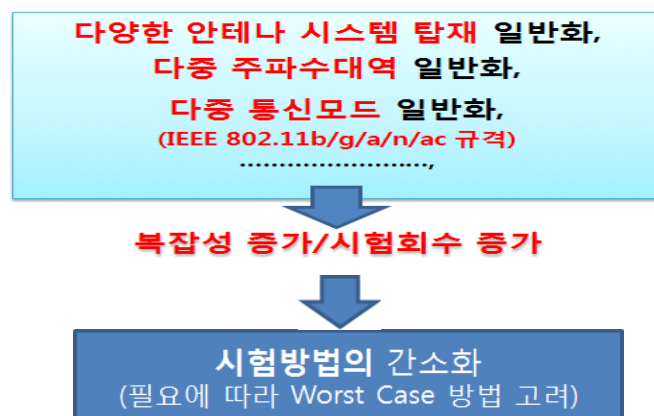 다양한 안테나 시스템 탑재 일반화,
다중 주파수대역 일반화,
다중 통신모드 일반화,
(IEEE 802.11b/g/a/n/ac 규격)
........................,
복잡성 증가/시험회수 증가
시험방법의 간소화
(필요에 따라 Worst Case 방법 고려)